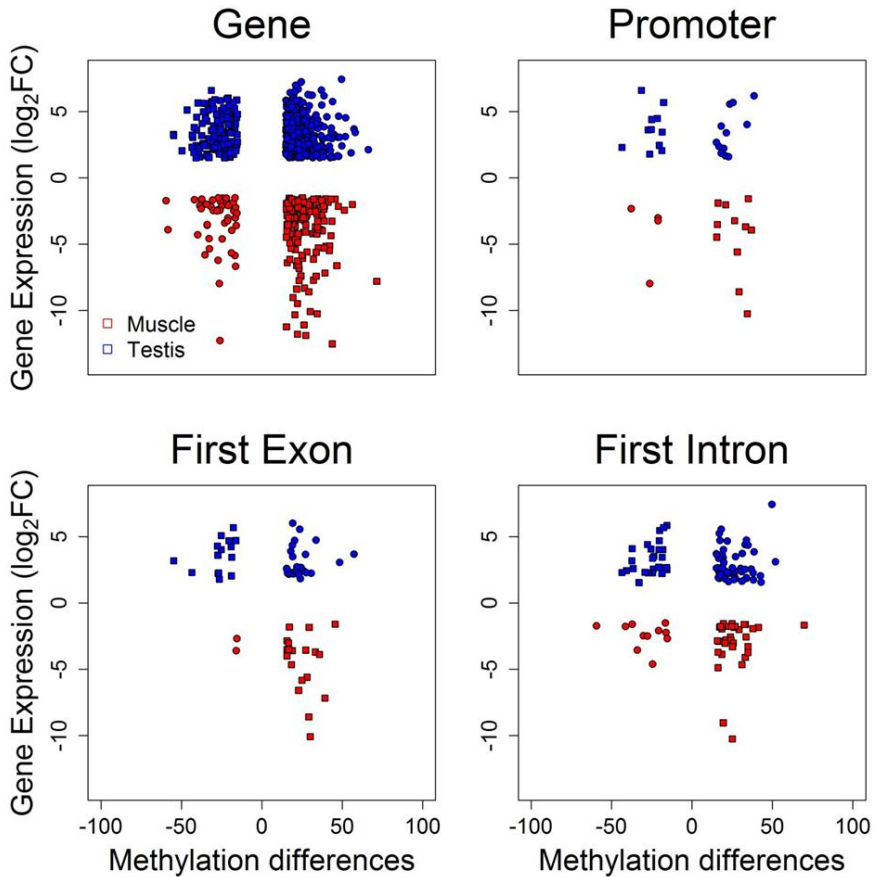 Gene
Promoter
Gene Expression (log₂FC)
5
0
-5
-10
Muscle
Testis
5
0
-5
-10
First Exon
First Intron
Gene Expression (log₂FC)
5
0
-5
-10
5
0
-5
-10
-100 -50 0 50 100
-100 -50 0 50 100
Methylation differences
Methylation differences